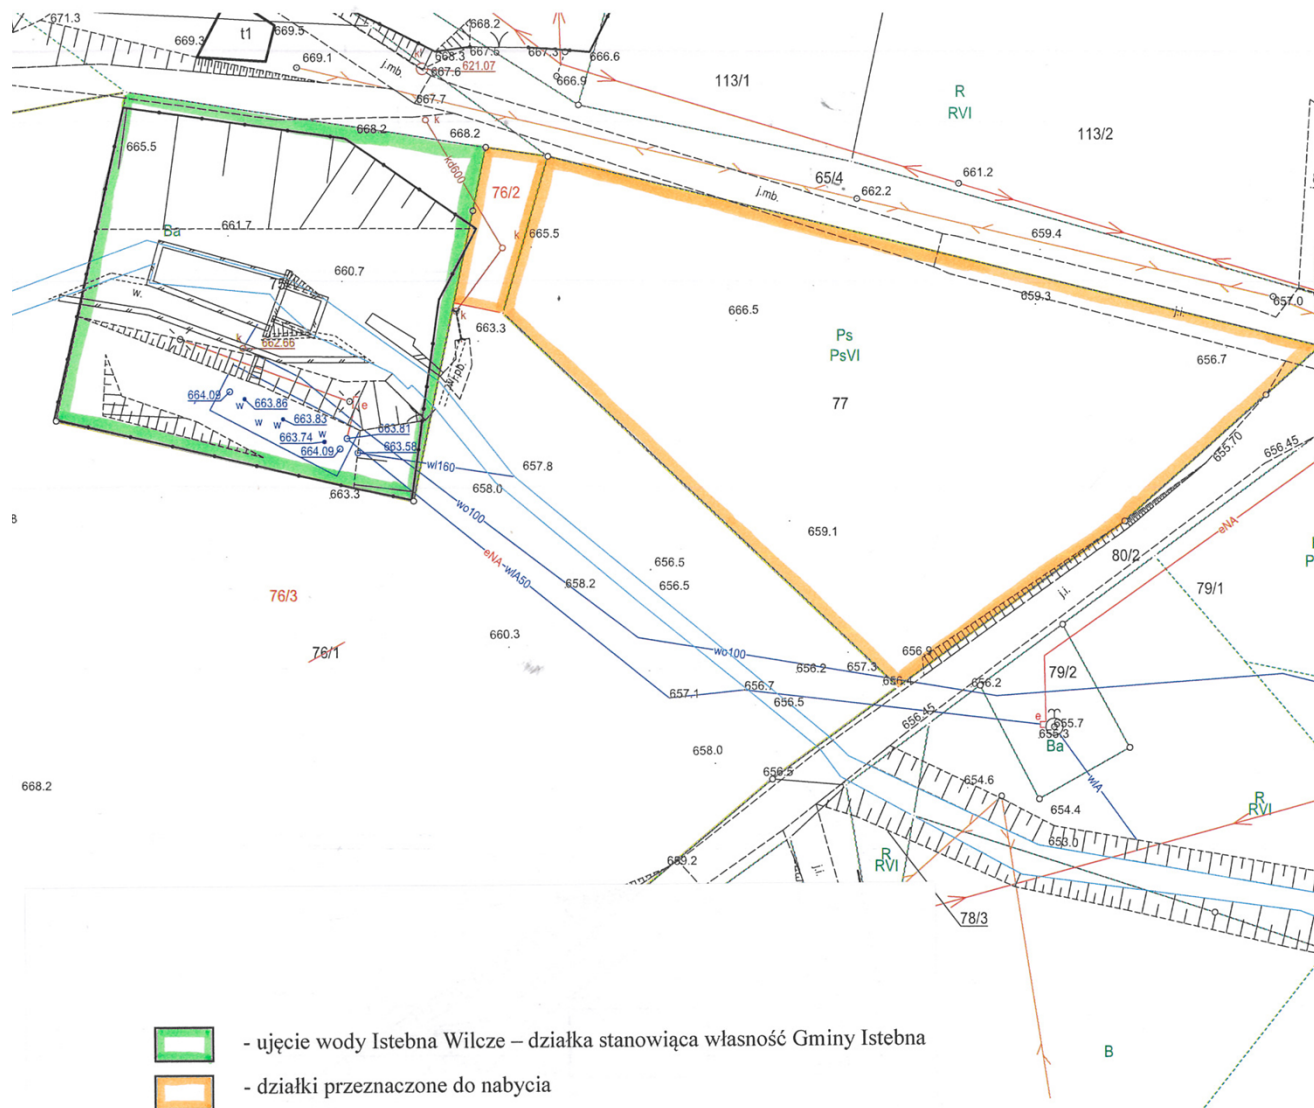 671.3
669.3
t1
669.5
669.1
j.mb.
668.2
668.3
667.5
667.3
666.6
667.6
621.07
666.9
667.7
113/1
R
RVI
113/2
668.2
668.2
k
kd600
76/2
k
665.5
665.5
65/4
662.2
661.2
j.mb.
659.4
659.3
657.0
j.i.
661.7
Ba
660.7
w.
k
662.66
663.3
k
666.5
Ps
PsVI
77
656.7
664.09
w
663.86
w
w
663.83
663.74
w
664.09
e
663.81
663.58
wl160
657.8
658.0
wo100
663.3
eNA
wlA50
658.2
656.5
656.5
659.1
655.70
656.45
eNA
80/2
j.i.
79/1
76/3
76/1
660.3
wo100
656.2
657.3
656.9
656.2
79/2
657.1
656.7
656.5
656.45
e
655.7
655.3
Ba
658.0
656.5
654.6
wlA
654.4
R
RVI
668.2
659.2
j.i.
R
RVI
653.0
78/3
B
- ujęcie wody Istebna Wilcze – działka stanowiąca własność Gminy Istebna
- działki przeznaczone do nabycia